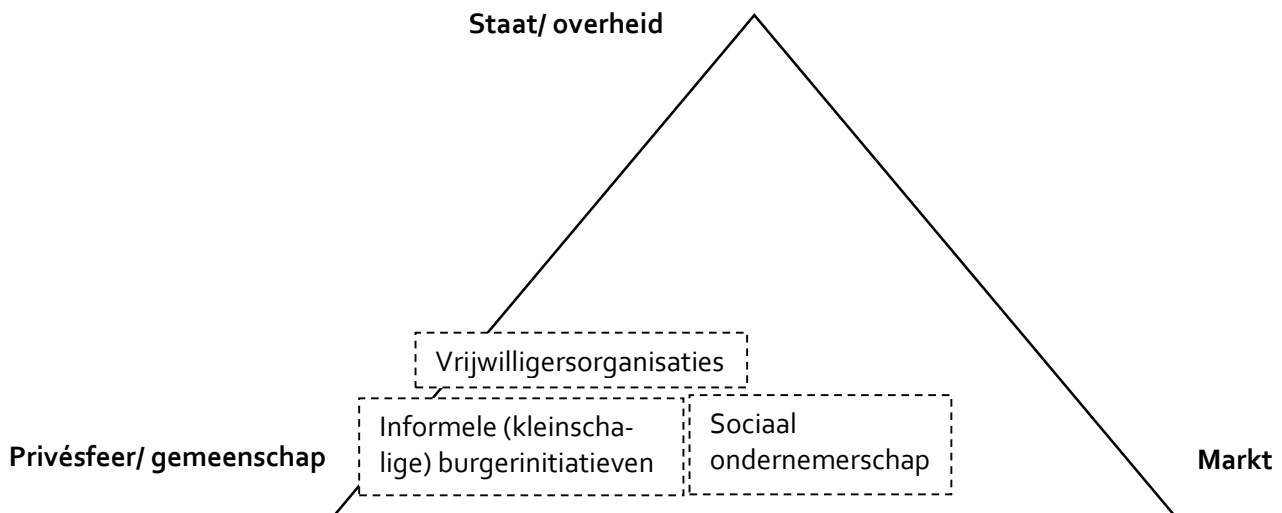 Staat/ overheid
Vrijwilligersorganisaties
Informele (kleinscha-
lige) burgerinitiatieven
Sociaal
ondernemerschap
Privésfeer/ gemeenschap
Markt